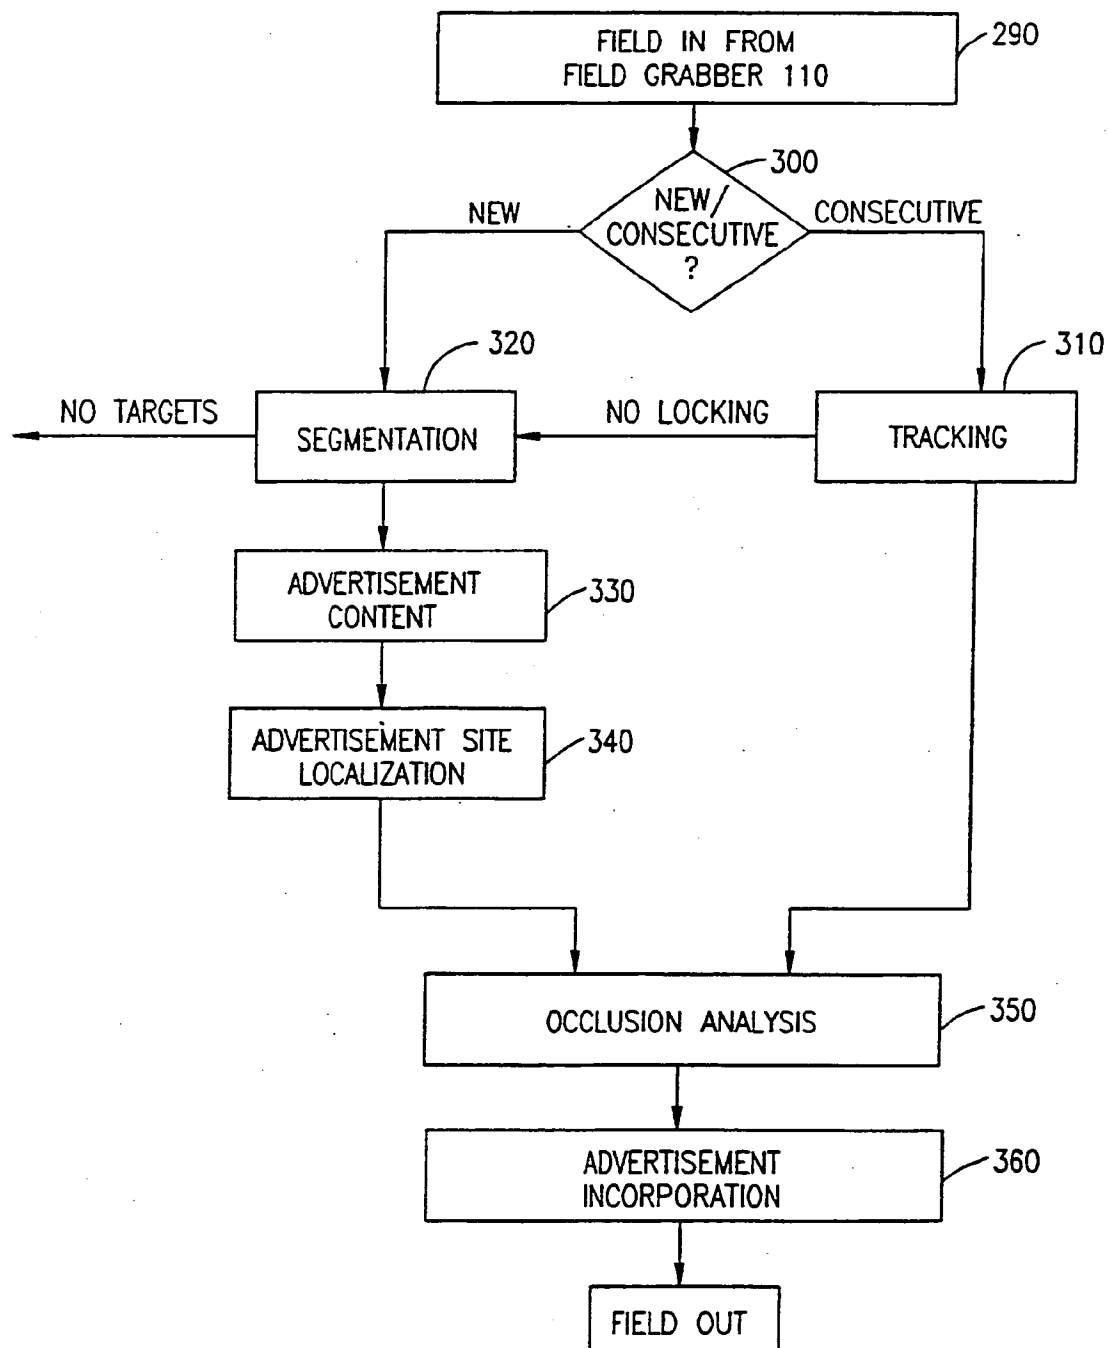 FIELD IN FROM
FIELD GRABBER 110
290
300
NEW/
CONSECUTIVE
?
NEW
CONSECUTIVE
320
310
NO TARGETS
SEGMENTATION
NO LOCKING
TRACKING
ADVERTISEMENT
CONTENT
330
ADVERTISEMENT SITE
LOCALIZATION
340
OCCLUSION ANALYSIS
350
ADVERTISEMENT
INCORPORATION
360
FIELD OUT